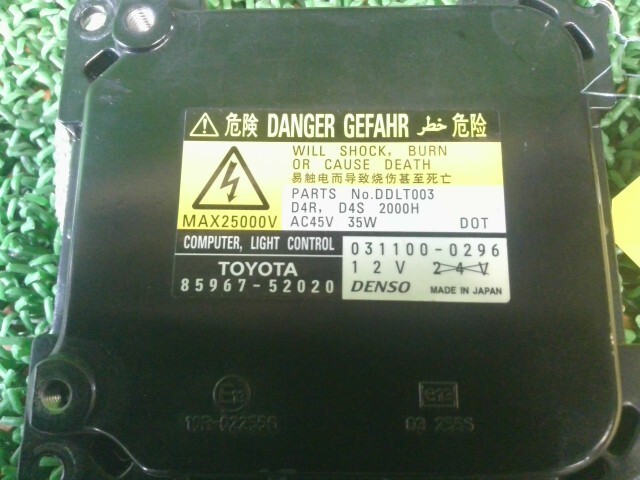 危険 DANGER GEFAHR خطر 危险
WILL SHOCK, BURN
OR CAUSE DEATH
易触电而导致烧伤甚至死亡
MAX25000V
PARTS No.DDLT003
D4R, D4S 2000H
AC45V 35W DOT
COMPUTER, LIGHT CONTROL
TOYOTA
85967-52020
031100-0296
12V 24V
DENSO MADE IN JAPAN